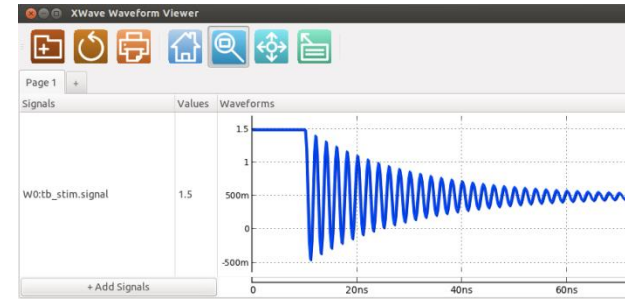 XWave Waveform Viewer
Page 1 +
Signals Values Waveforms
1.5
1
W0:tb_stim.signal 1.5 500m
0
-500m
+ Add Signals
0 20ns 40ns 60ns